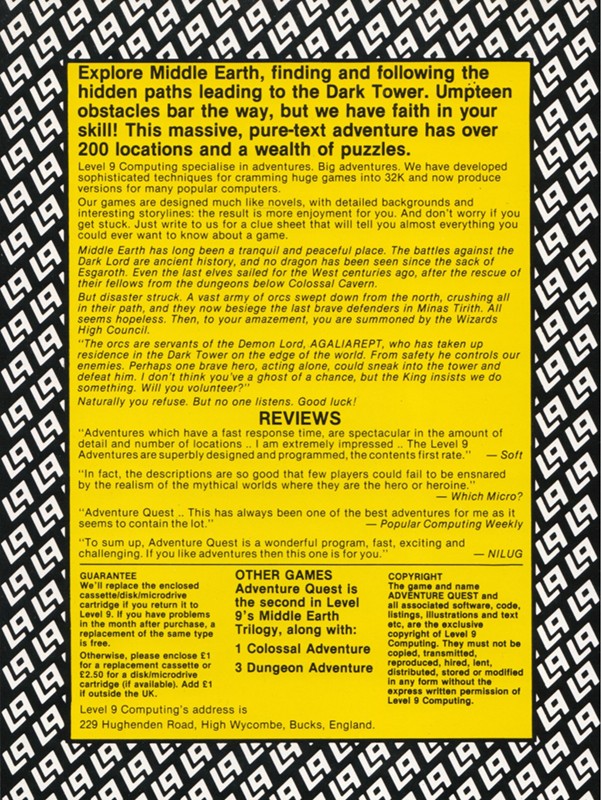 Explore Middle Earth, finding and following the
hidden paths leading to the Dark Tower. Umpteen
obstacles bar the way, but we have faith in your
skill! This massive, pure-text adventure has over
200 locations and a wealth of puzzles.
Level 9 Computing specialise in adventures. Big adventures. We have developed
sophisticated techniques for cramming huge games into 32K and now produce
versions for many popular computers.
Our games are designed much like novels, with detailed backgrounds and
interesting storylines: the result is more enjoyment for you. And don't worry if you
get stuck. Just write to us for a clue sheet that will tell you almost everything you
could ever want to know about a game.
Middle Earth has long been a tranquil and peaceful place. The battles against the
Dark Lord are ancient history, and no dragon has been seen since the sack of
Esgaroth. Even the last elves sailed for the West centuries ago, after the rescue of
their fellows from the dungeons below Colossal Cavern.
But disaster struck. A vast army of orcs swept down from the north, crushing all
in their path, and they now besiege the last brave defenders in Minas Tirith. All
seems hopeless. Then, to your amazement, you are summoned by the Wizards
High Council.
"The orcs are servants of the Demon Lord, AGALIAREPT, who has taken up
residence in the Dark Tower on the edge of the world. From safety he controls our
enemies. Perhaps one brave hero, acting alone, could sneak into the tower and
defeat him. I don't think you've a ghost of a chance, but the King insists we do
something. Will you volunteer?"
Naturally you refuse. But no one listens. Good luck!
REVIEWS
"Adventures which have a fast response time, are spectacular in the amount of
detail and number of locations .. I am extremely impressed .. The Level 9
Adventures are superbly designed and programmed, the contents first rate." — Soft
"In fact, the descriptions are so good that few players could fail to be ensnared
by the realism of the mythical worlds where they are the hero or heroine."
— Which Micro?
"Adventure Quest .. This has always been one of the best adventures for me as it
seems to contain the lot." — Popular Computing Weekly
"To sum up, Adventure Quest is a wonderful program, fast, exciting and
challenging. If you like adventures then this one is for you." — NILUG
GUARANTEE
We'll replace the enclosed
cassette/disk/microdrive
cartridge if you return it to
Level 9. If you have problems
in the month after purchase, a
replacement of the same type
is free.
Otherwise, please enclose £1
for a replacement cassette or
£2.50 for a disk/microdrive
cartridge (if available). Add £1
if outside the UK.
OTHER GAMES
Adventure Quest is
the second in Level
9's Middle Earth
Trilogy, along with:
1 Colossal Adventure
3 Dungeon Adventure
COPYRIGHT
The game and name
ADVENTURE QUEST and
all associated software, code,
listings, illustrations and text
etc, are the exclusive
copyright of Level 9
Computing. They must not be
copied, transmitted,
reproduced, hired, lent,
distributed, stored or modified
in any form without the
express written permission of
Level 9 Computing.
Level 9 Computing's address is
229 Hughenden Road, High Wycombe, Bucks, England.